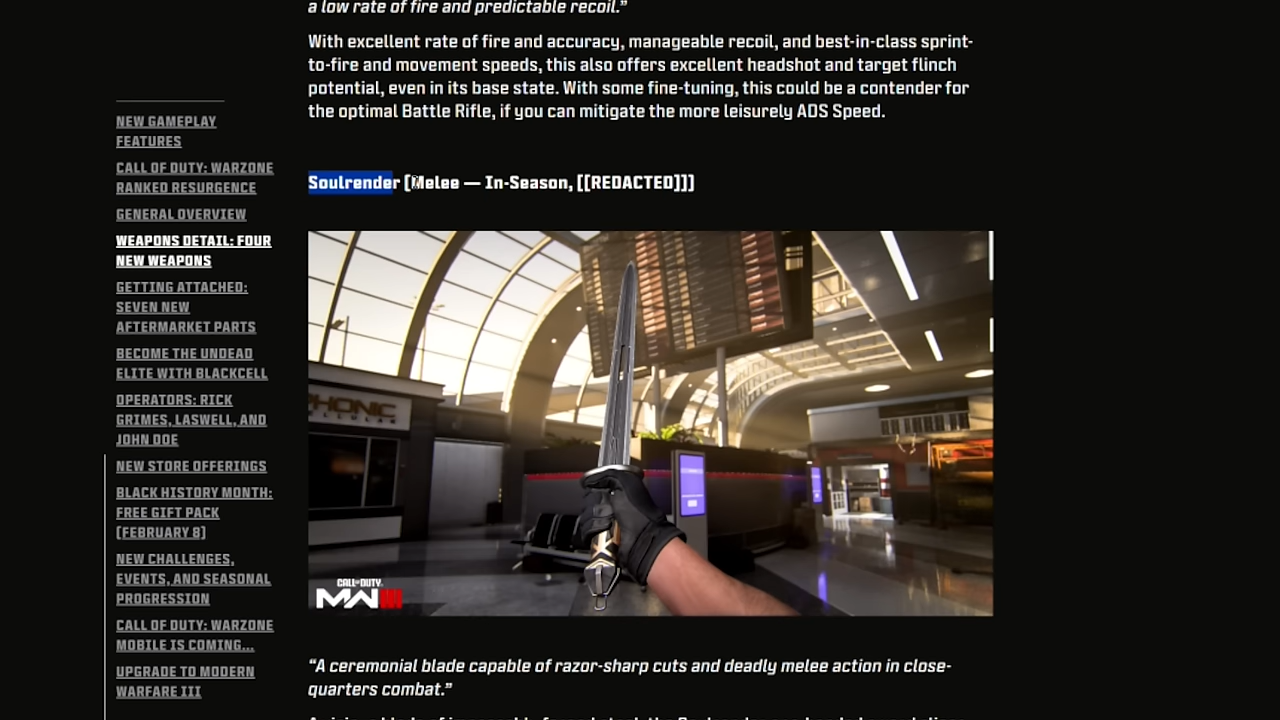 a low rate of fire and predictable recoil.”
With excellent rate of fire and accuracy, manageable recoil, and best-in-class sprint-
to-fire and movement speeds, this also offers excellent headshot and target flinch
potential, even in its base state. With some fine-tuning, this could be a contender for
the optimal Battle Rifle, if you can mitigate the more leisurely ADS Speed.
NEW GAMEPLAY
FEATURES
CALL OF DUTY: WARZONE
RANKED RESURGENCE
GENERAL OVERVIEW
WEAPONS DETAIL: FOUR
NEW WEAPONS
GETTING ATTACHED:
SEVEN NEW
AFTERMARKET PARTS
BECOME THE UNDEAD
ELITE WITH BLACKCELL
OPERATORS: RICK
GRIMES, LASWELL, AND
JOHN DOE
NEW STORE OFFERINGS
BLACK HISTORY MONTH:
FREE GIFT PACK
(FEBRUARY 8)
NEW CHALLENGES,
EVENTS, AND SEASONAL
PROGRESSION
CALL OF DUTY: WARZONE
MOBILE IS COMING...
UPGRADE TO MODERN
WARFARE III
Soulrender (Melee — In-Season, [[REDACTED]])
PHONIC
CALL OF DUTY
MWIII
“A ceremonial blade capable of razor-sharp cuts and deadly melee action in close-
quarters combat.”